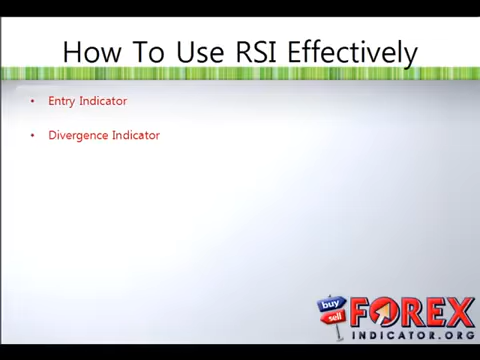 How To Use RSI Effectively
• Entry Indicator
• Divergence Indicator
buy
sell
FOREX
INDICATOR.ORG